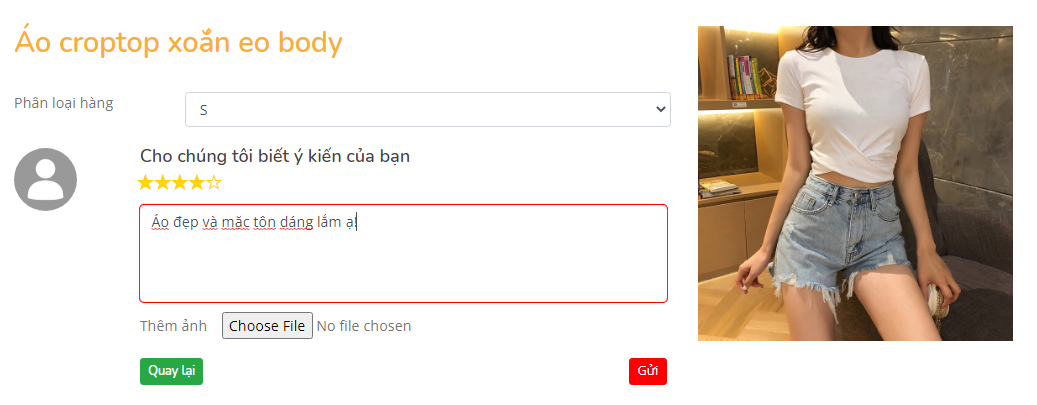 Áo croptop xoắn eo body
Phân loại hàng
S
Cho chúng tôi biết ý kiến của bạn
Áo đẹp và mặc tôn dáng lắm ạ!
Thêm ảnh Choose File No file chosen
Quay lại Gửi